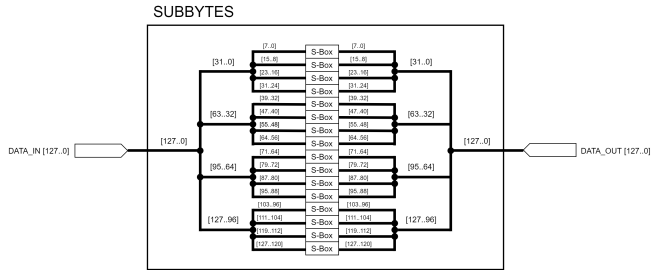 SUBBYTES
[7..0] S-Box [7..0]
[31..0] [15..8] S-Box [15..8] [31..0]
[23..16] S-Box [23..16]
[31..24] S-Box [31..24]
[39..32] S-Box [39..32]
[63..32] [47..40] S-Box [47..40] [63..32]
[55..48] S-Box [55..48]
[64..56] S-Box [64..56]
DATA_IN [127..0] [127..0] [127..0] DATA_OUT [127..0]
[71..64] S-Box [71..64]
[95..64] [79..72] S-Box [79..72] [95..64]
[87..80] S-Box [87..80]
[95..88] S-Box [95..88]
[103..96] S-Box [103..96]
[127..96] [111..104] S-Box [111..104] [127..96]
[119..112] S-Box [119..112]
[127..120] S-Box [127..120]